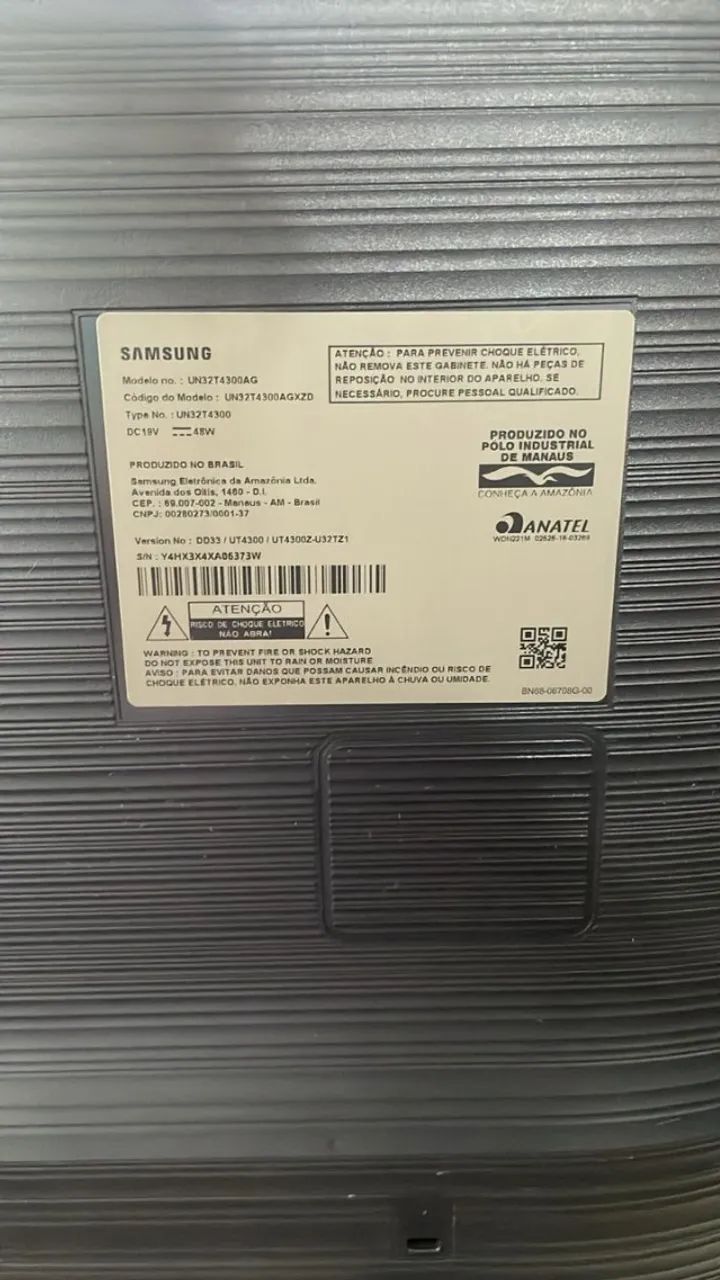 SAMSUNG
Modelo no. : UN32T4300AG
Código do Modelo : UN32T4300AGXZD
Type No. : UN32T4300
DC19V 48W
ATENÇÃO : PARA PREVENIR CHOQUE ELÉTRICO,
NÃO REMOVA ESTE GABINETE. NÃO HÁ PEÇAS DE
REPOSIÇÃO NO INTERIOR DO APARELHO. SE
NECESSÁRIO, PROCURE PESSOAL QUALIFICADO.
PRODUZIDO NO
PÓLO INDUSTRIAL
DE MANAUS
CONHEÇA A AMAZÔNIA
PRODUZIDO NO BRASIL
Samsung Eletrônica da Amazônia Ltda.
Avenida dos Oitis, 1460 - D.I.
CEP. : 69.007-002 - Manaus - AM - Brasil
CNPJ: 00280273/0001-37
ANATEL
Version No : DD33 / UT4300 / UT4300Z-U32TZ1
S/N : Y4HX3X4XA06373W
ATENÇÃO
RISCO DE CHOQUE ELÉTRICO
NÃO ABRA!
WARNING : TO PREVENT FIRE OR SHOCK HAZARD
DO NOT EXPOSE THIS UNIT TO RAIN OR MOISTURE
AVISO : PARA EVITAR DANOS QUE POSSAM CAUSAR INCÊNDIO OU RISCO DE
CHOQUE ELÉTRICO, NÃO EXPONHA ESTE APARELHO À CHUVA OU UMIDADE.
BN68-06708G-00